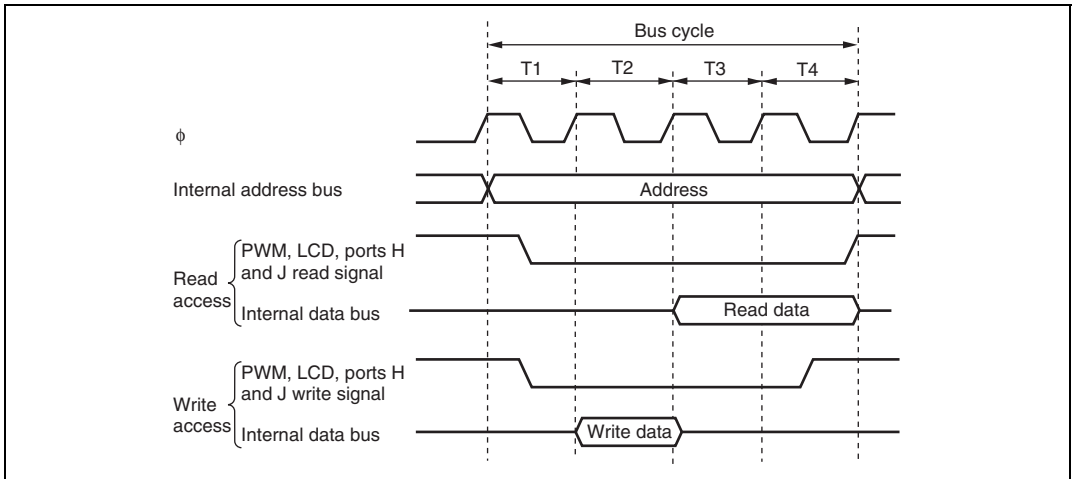 Bus cycle
T1 T2 T3 T4
ϕ
Internal address bus Address
Read access
PWM, LCD, ports H
and J read signal
Internal data bus Read data
Write access
PWM, LCD, ports H
and J write signal
Internal data bus Write data